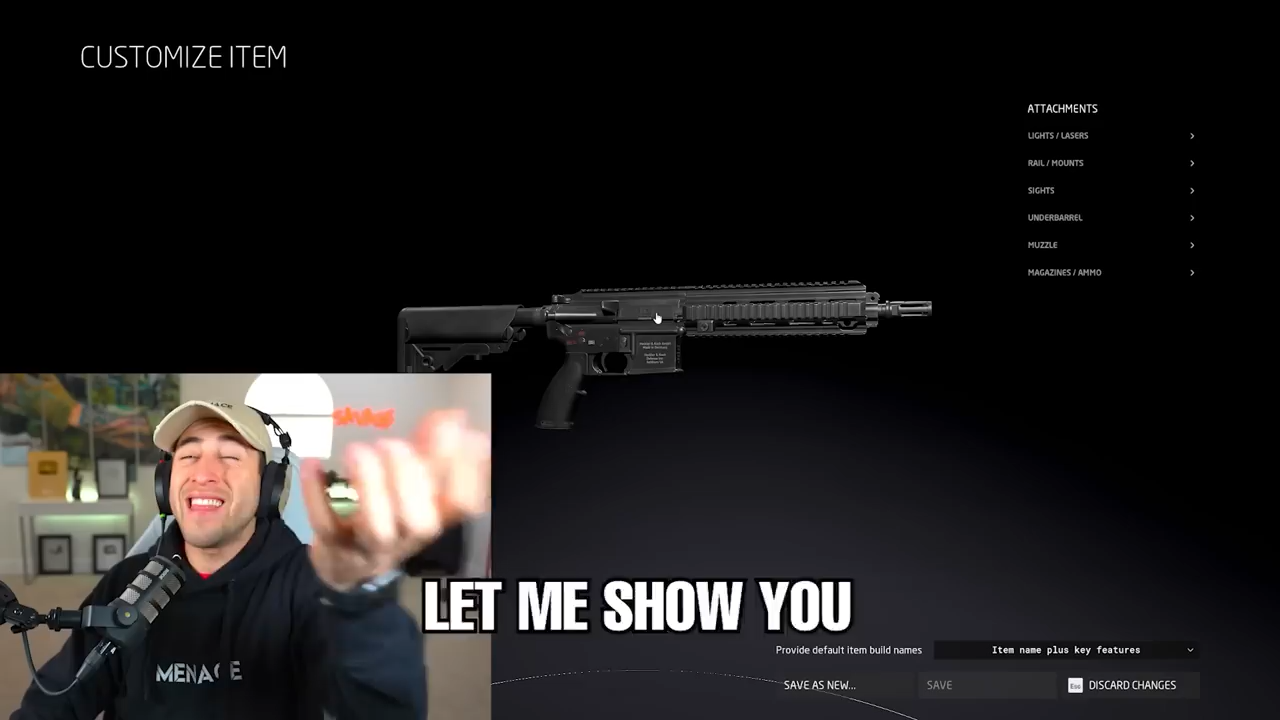 CUSTOMIZE ITEM
ATTACHMENTS
LIGHTS / LASERS
RAIL / MOUNTS
SIGHTS
UNDERBARREL
MUZZLE
MAGAZINES / AMMO
MENACE
LET ME SHOW YOU
Provide default item build names
Item name plus key features
SAVE AS NEW...
SAVE
Esc
DISCARD CHANGES